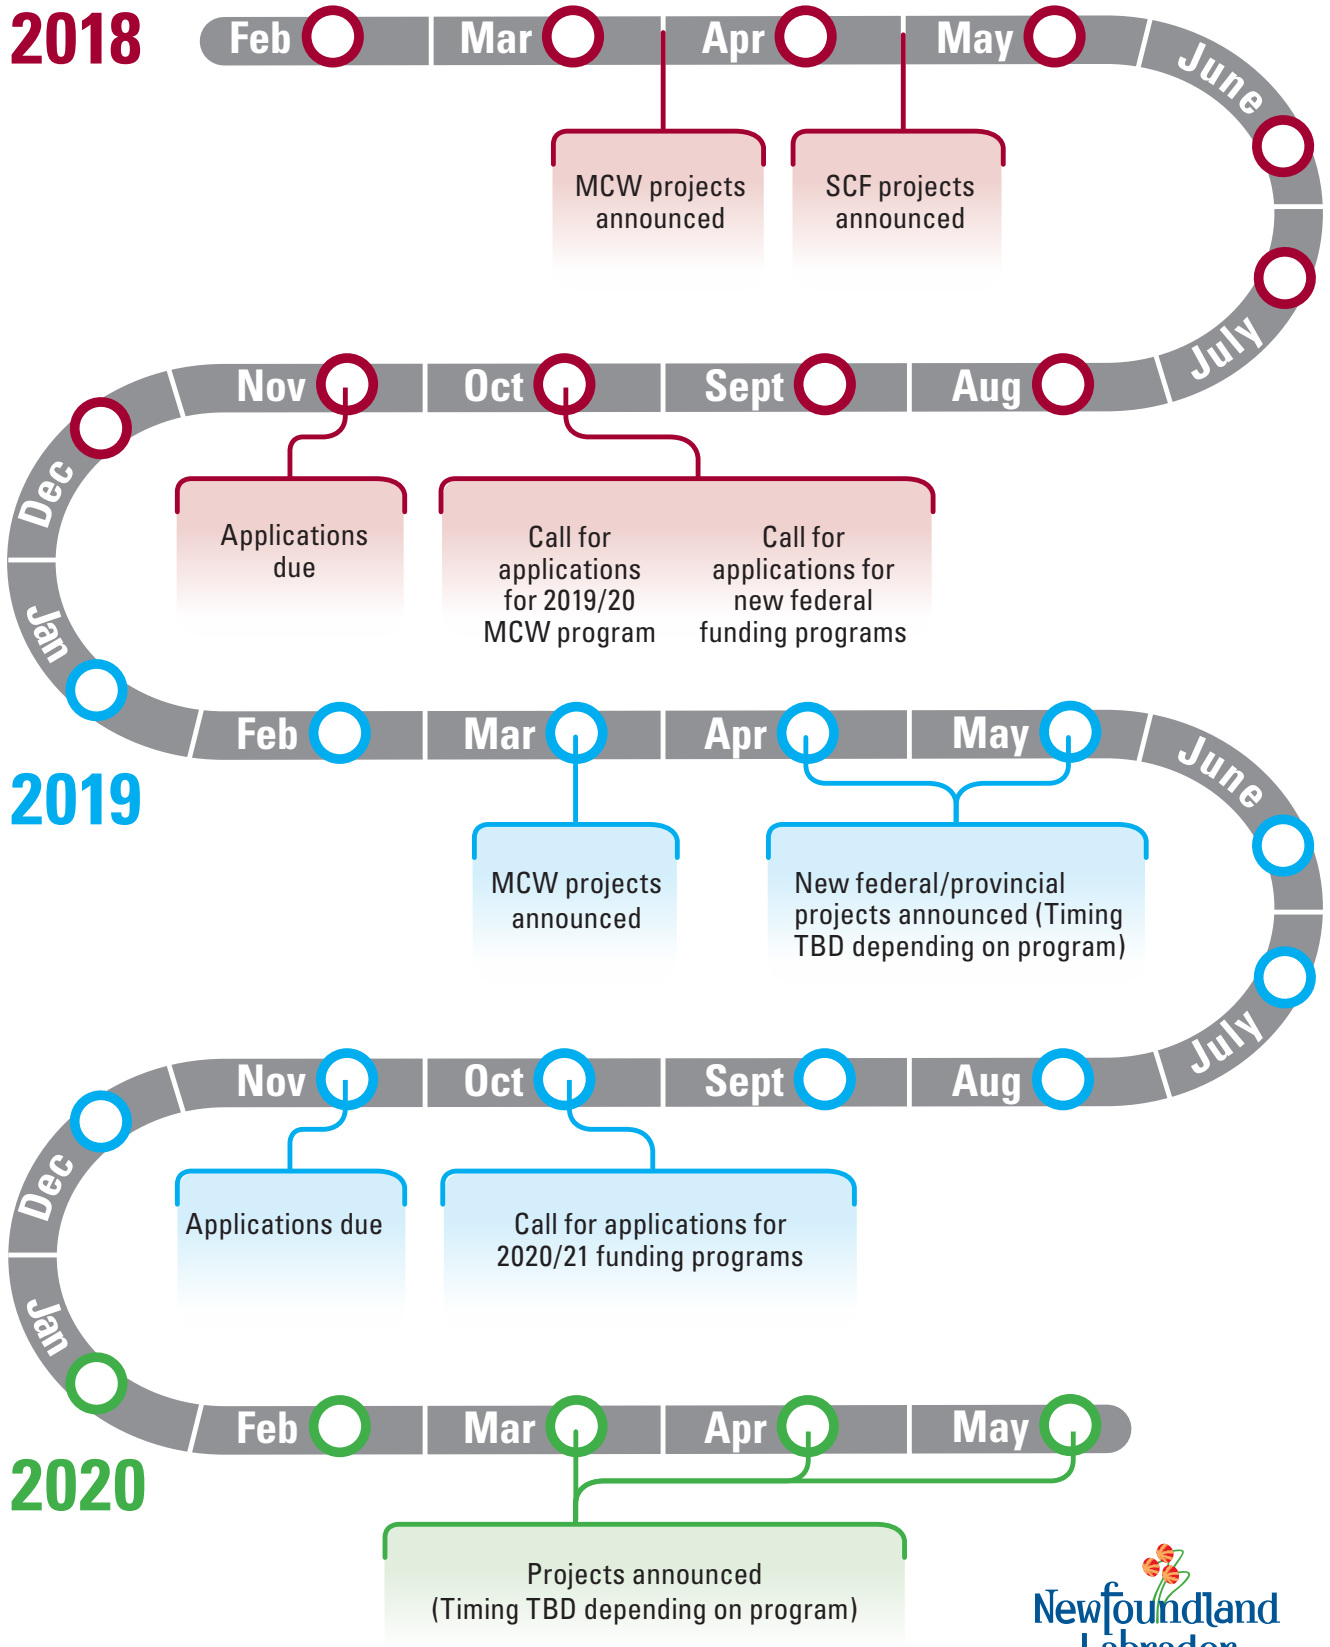 2018
Feb
Mar
Apr
May
June
MCW projects
announced
SCF projects
announced
July
Aug
Sept
Oct
Nov
Dec
Applications
due
Call for
applications
for 2019/20
MCW program
Call for
applications for
new federal
funding programs
Jan
Feb
Mar
Apr
May
June
2019
MCW projects
announced
New federal/provincial
projects announced (Timing
TBD depending on program)
July
Aug
Sept
Oct
Nov
Dec
Applications due
Call for applications for
2020/21 funding programs
Jan
Feb
Mar
Apr
May
2020
Projects announced
(Timing TBD depending on program)
Newfoundland
Labrador